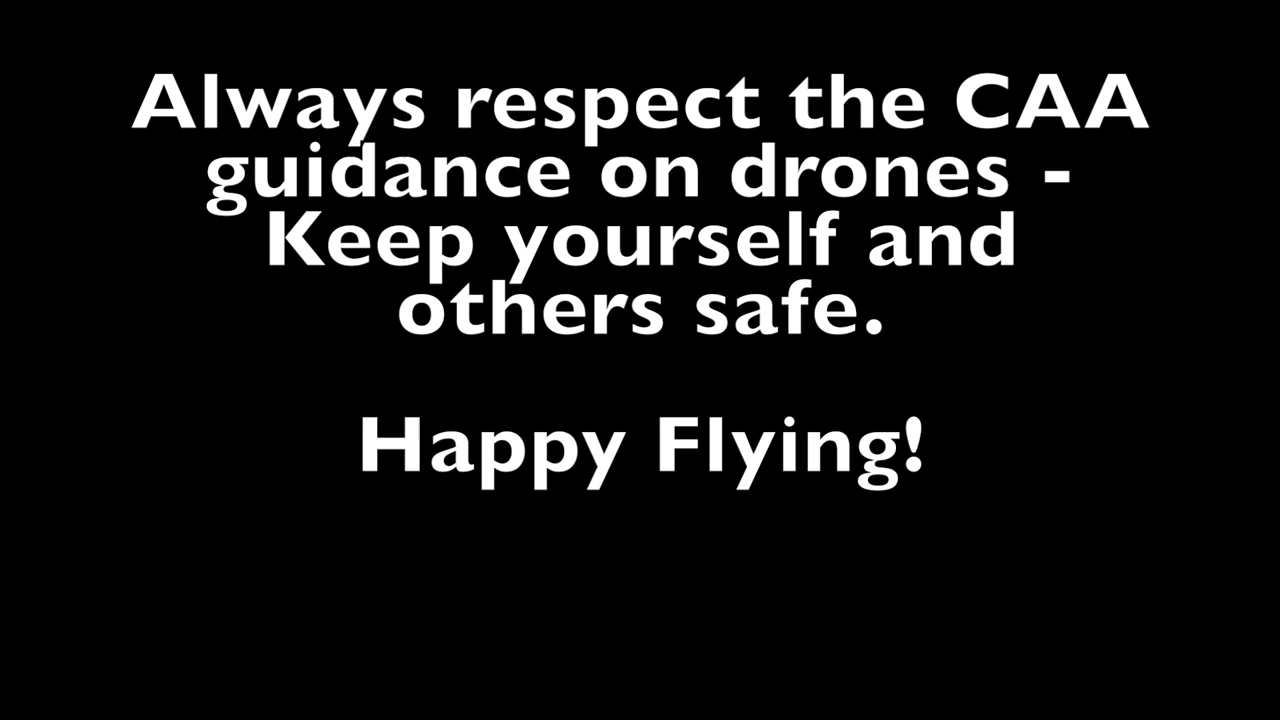 Always respect the CAA
guidance on drones -
Keep yourself and
others safe.
Happy Flying!